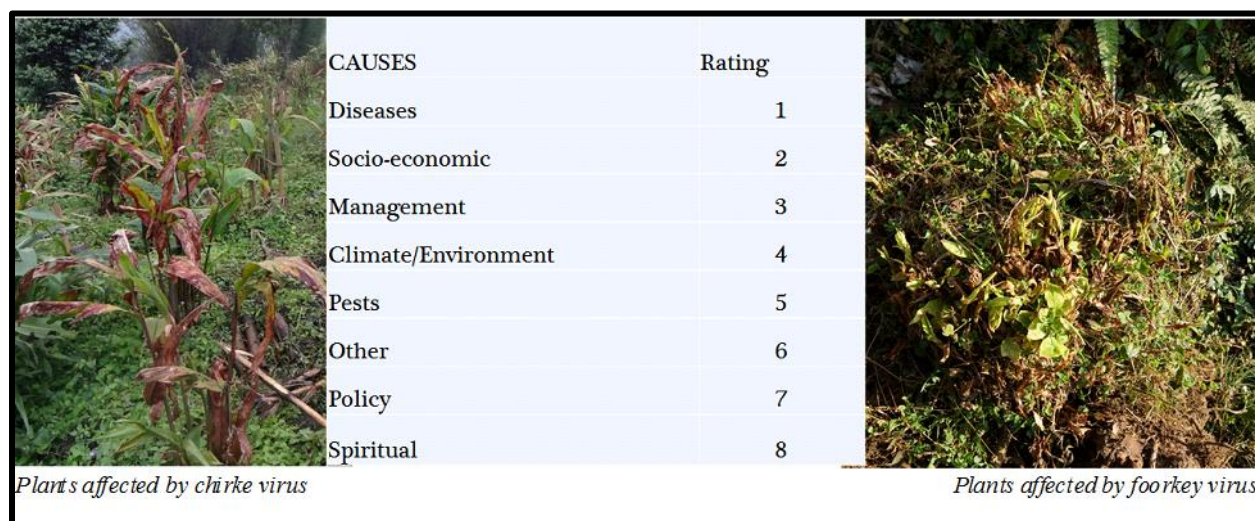 CAUSES Rating
Diseases 1
Socio-economic 2
Management 3
Climate/Environment 4
Pests 5
Other 6
Policy 7
Spiritual 8
Plants affected by chirke virus
Plants affected by foorkey virus